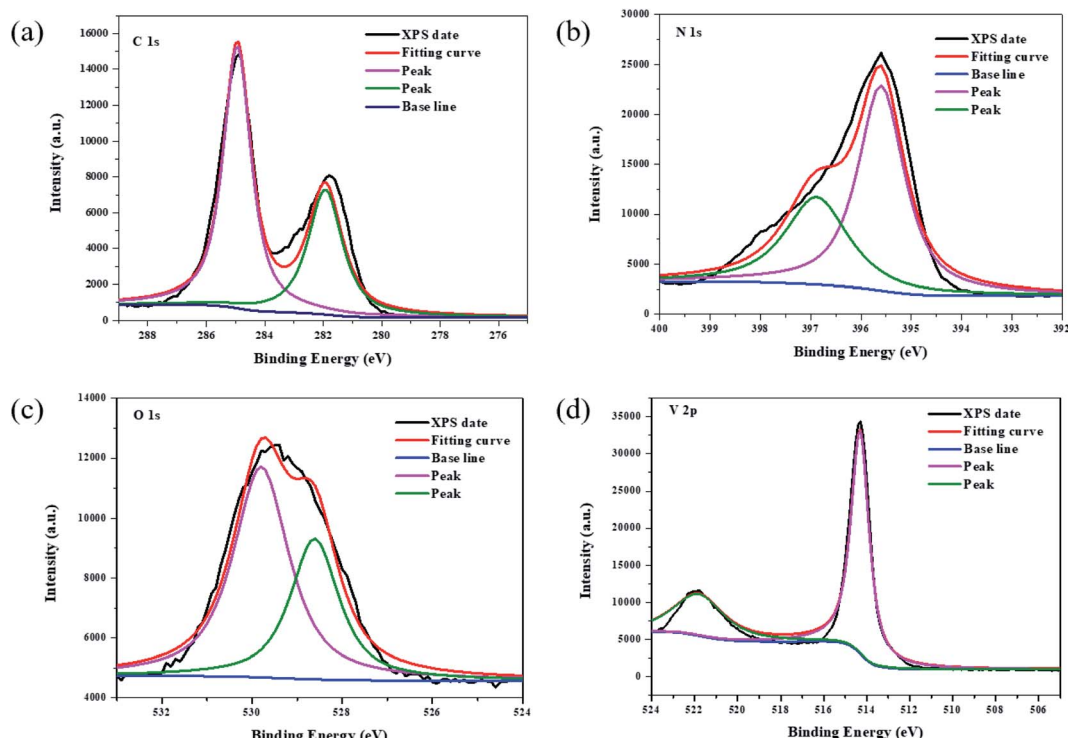 (a)
C 1s
XPS date
Fitting curve
Peak
Peak
Base line
Intensity (a.u.)
16000
14000
12000
10000
8000
6000
4000
2000
0
288 286 284 282 280 278 276
Binding Energy (eV)
(b)
N 1s
XPS date
Fitting curve
Base line
Peak
Peak
Intensity (a.u.)
30000
25000
20000
15000
10000
5000
0
400 399 398 397 396 395 394 393 392
Binding Energy (eV)
(c)
O 1s
XPS date
Fitting curve
Base line
Peak
Peak
Intensity (a.u.)
14000
12000
10000
8000
6000
4000
532 530 528 526 524
Binding Energy (eV)
(d)
V 2p
XPS date
Fitting curve
Base line
Peak
Peak
Intensity (a.u.)
35000
30000
25000
20000
15000
10000
5000
0
524 522 520 518 516 514 512 510 508 506
Binding Energy (eV)